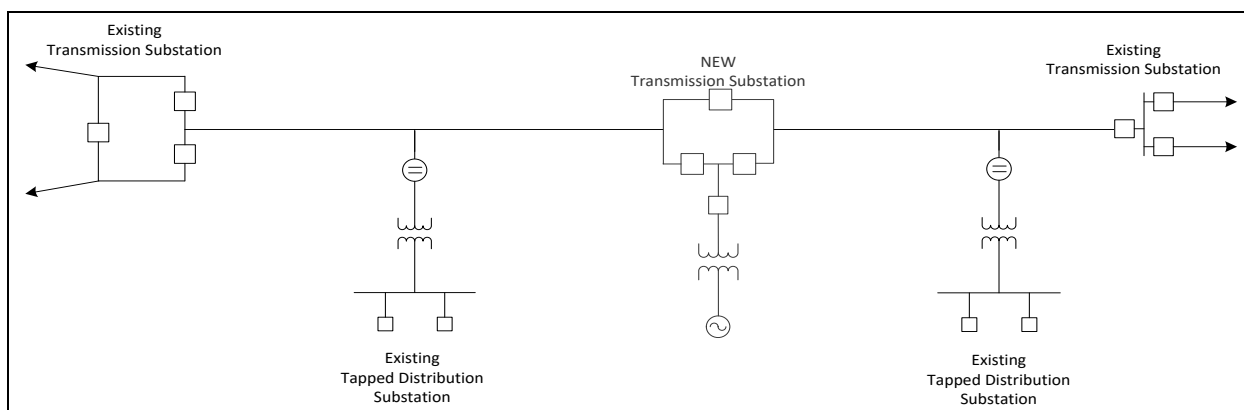 Existing
Transmission Substation
NEW
Transmission Substation
Existing
Transmission Substation
Existing
Tapped Distribution
Substation
Existing
Tapped Distribution
Substation